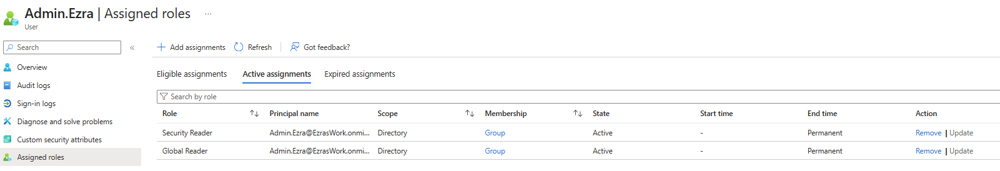 Admin.Ezra | Assigned roles ...
User
Search «
+ Add assignments Refresh | Got feedback?
Overview
Audit logs
Sign-in logs
Diagnose and solve problems
Custom security attributes
Assigned roles
Eligible assignments Active assignments Expired assignments
Search by role
Role ↑↓ Principal name Scope ↑↓ Membership ↑↓ State Start time End time Action
Security Reader Admin.Ezra@EzrasWork.onmi... Directory Group Active - Permanent Remove | Update
Global Reader Admin.Ezra@EzrasWork.onmi... Directory Group Active - Permanent Remove | Update